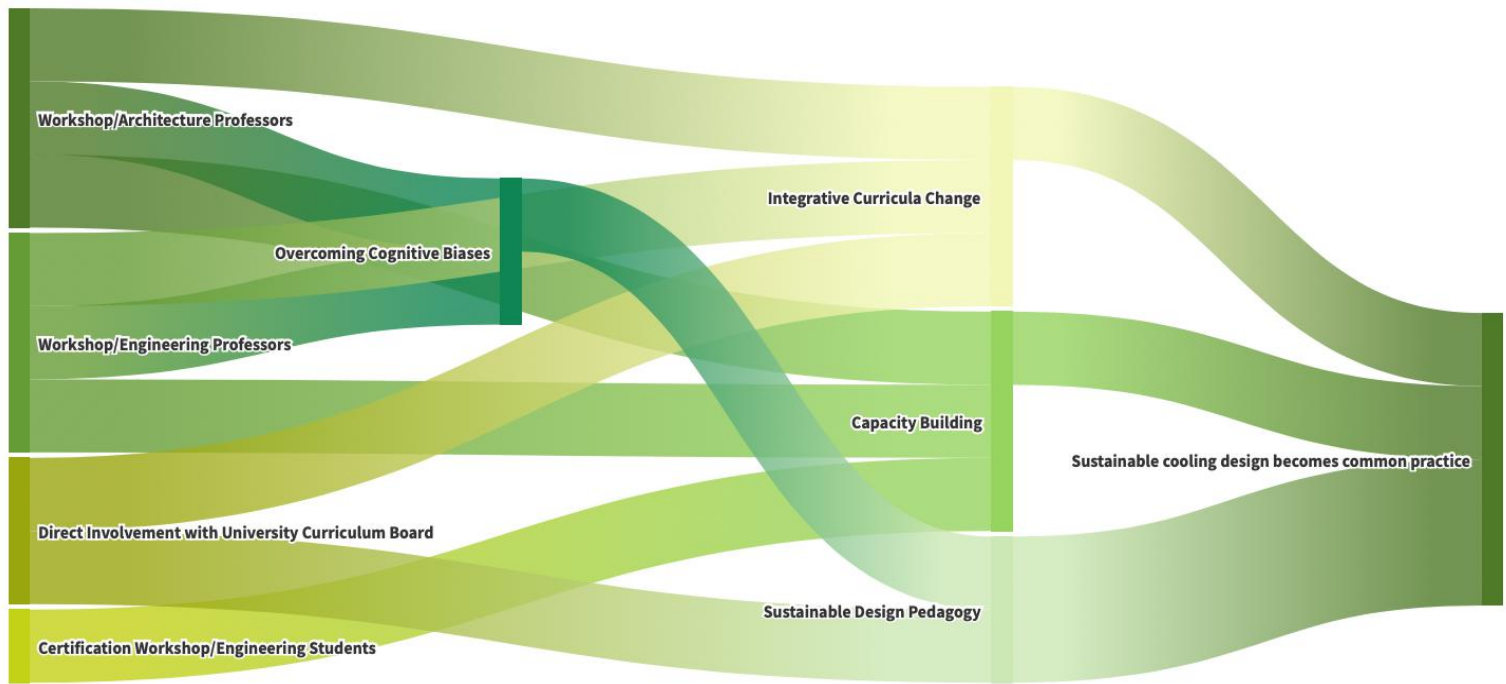 Workshop/Architecture Professors
Workshop/Engineering Professors
Direct Involvement with University Curriculum Board
Certification Workshop/Engineering Students
Overcoming Cognitive Biases
Integrative Curricula Change
Capacity Building
Sustainable Design Pedagogy
Sustainable cooling design becomes common practice